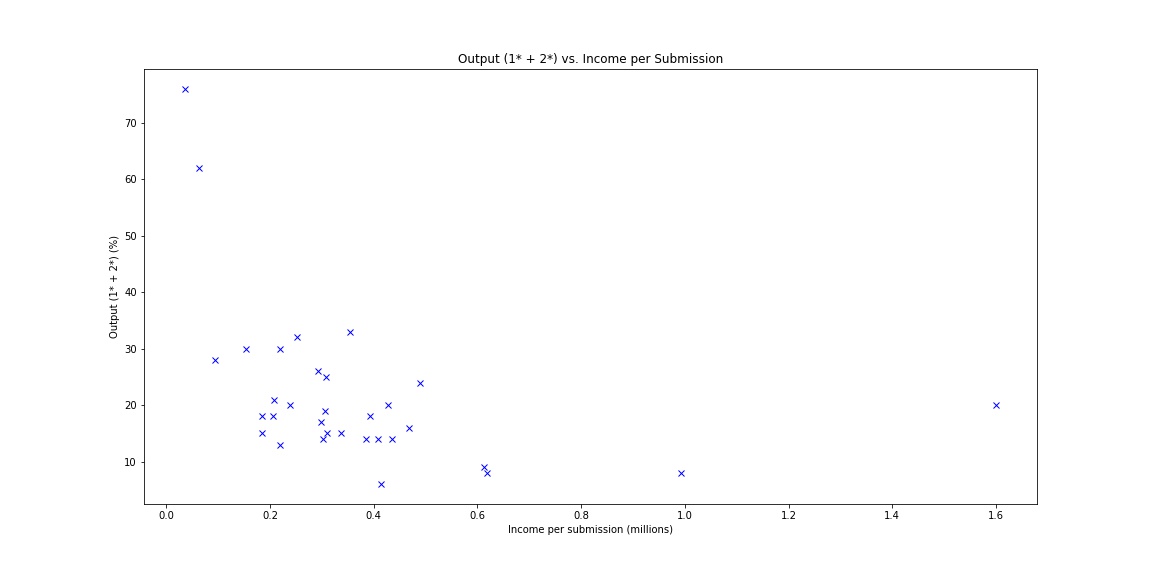 Output (1* + 2*) vs. Income per Submission
70
60
50
40
30
20
10
Output (1* + 2*) (%)
0.0 0.2 0.4 0.6 0.8 1.0 1.2 1.4 1.6
Income per submission (millions)